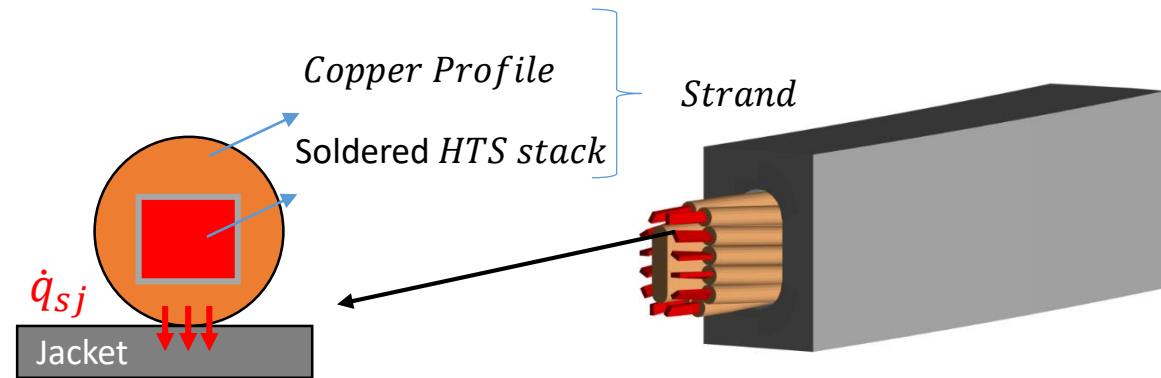 Copper Profile
Strand
Soldered HTS stack
q̇sj
Jacket